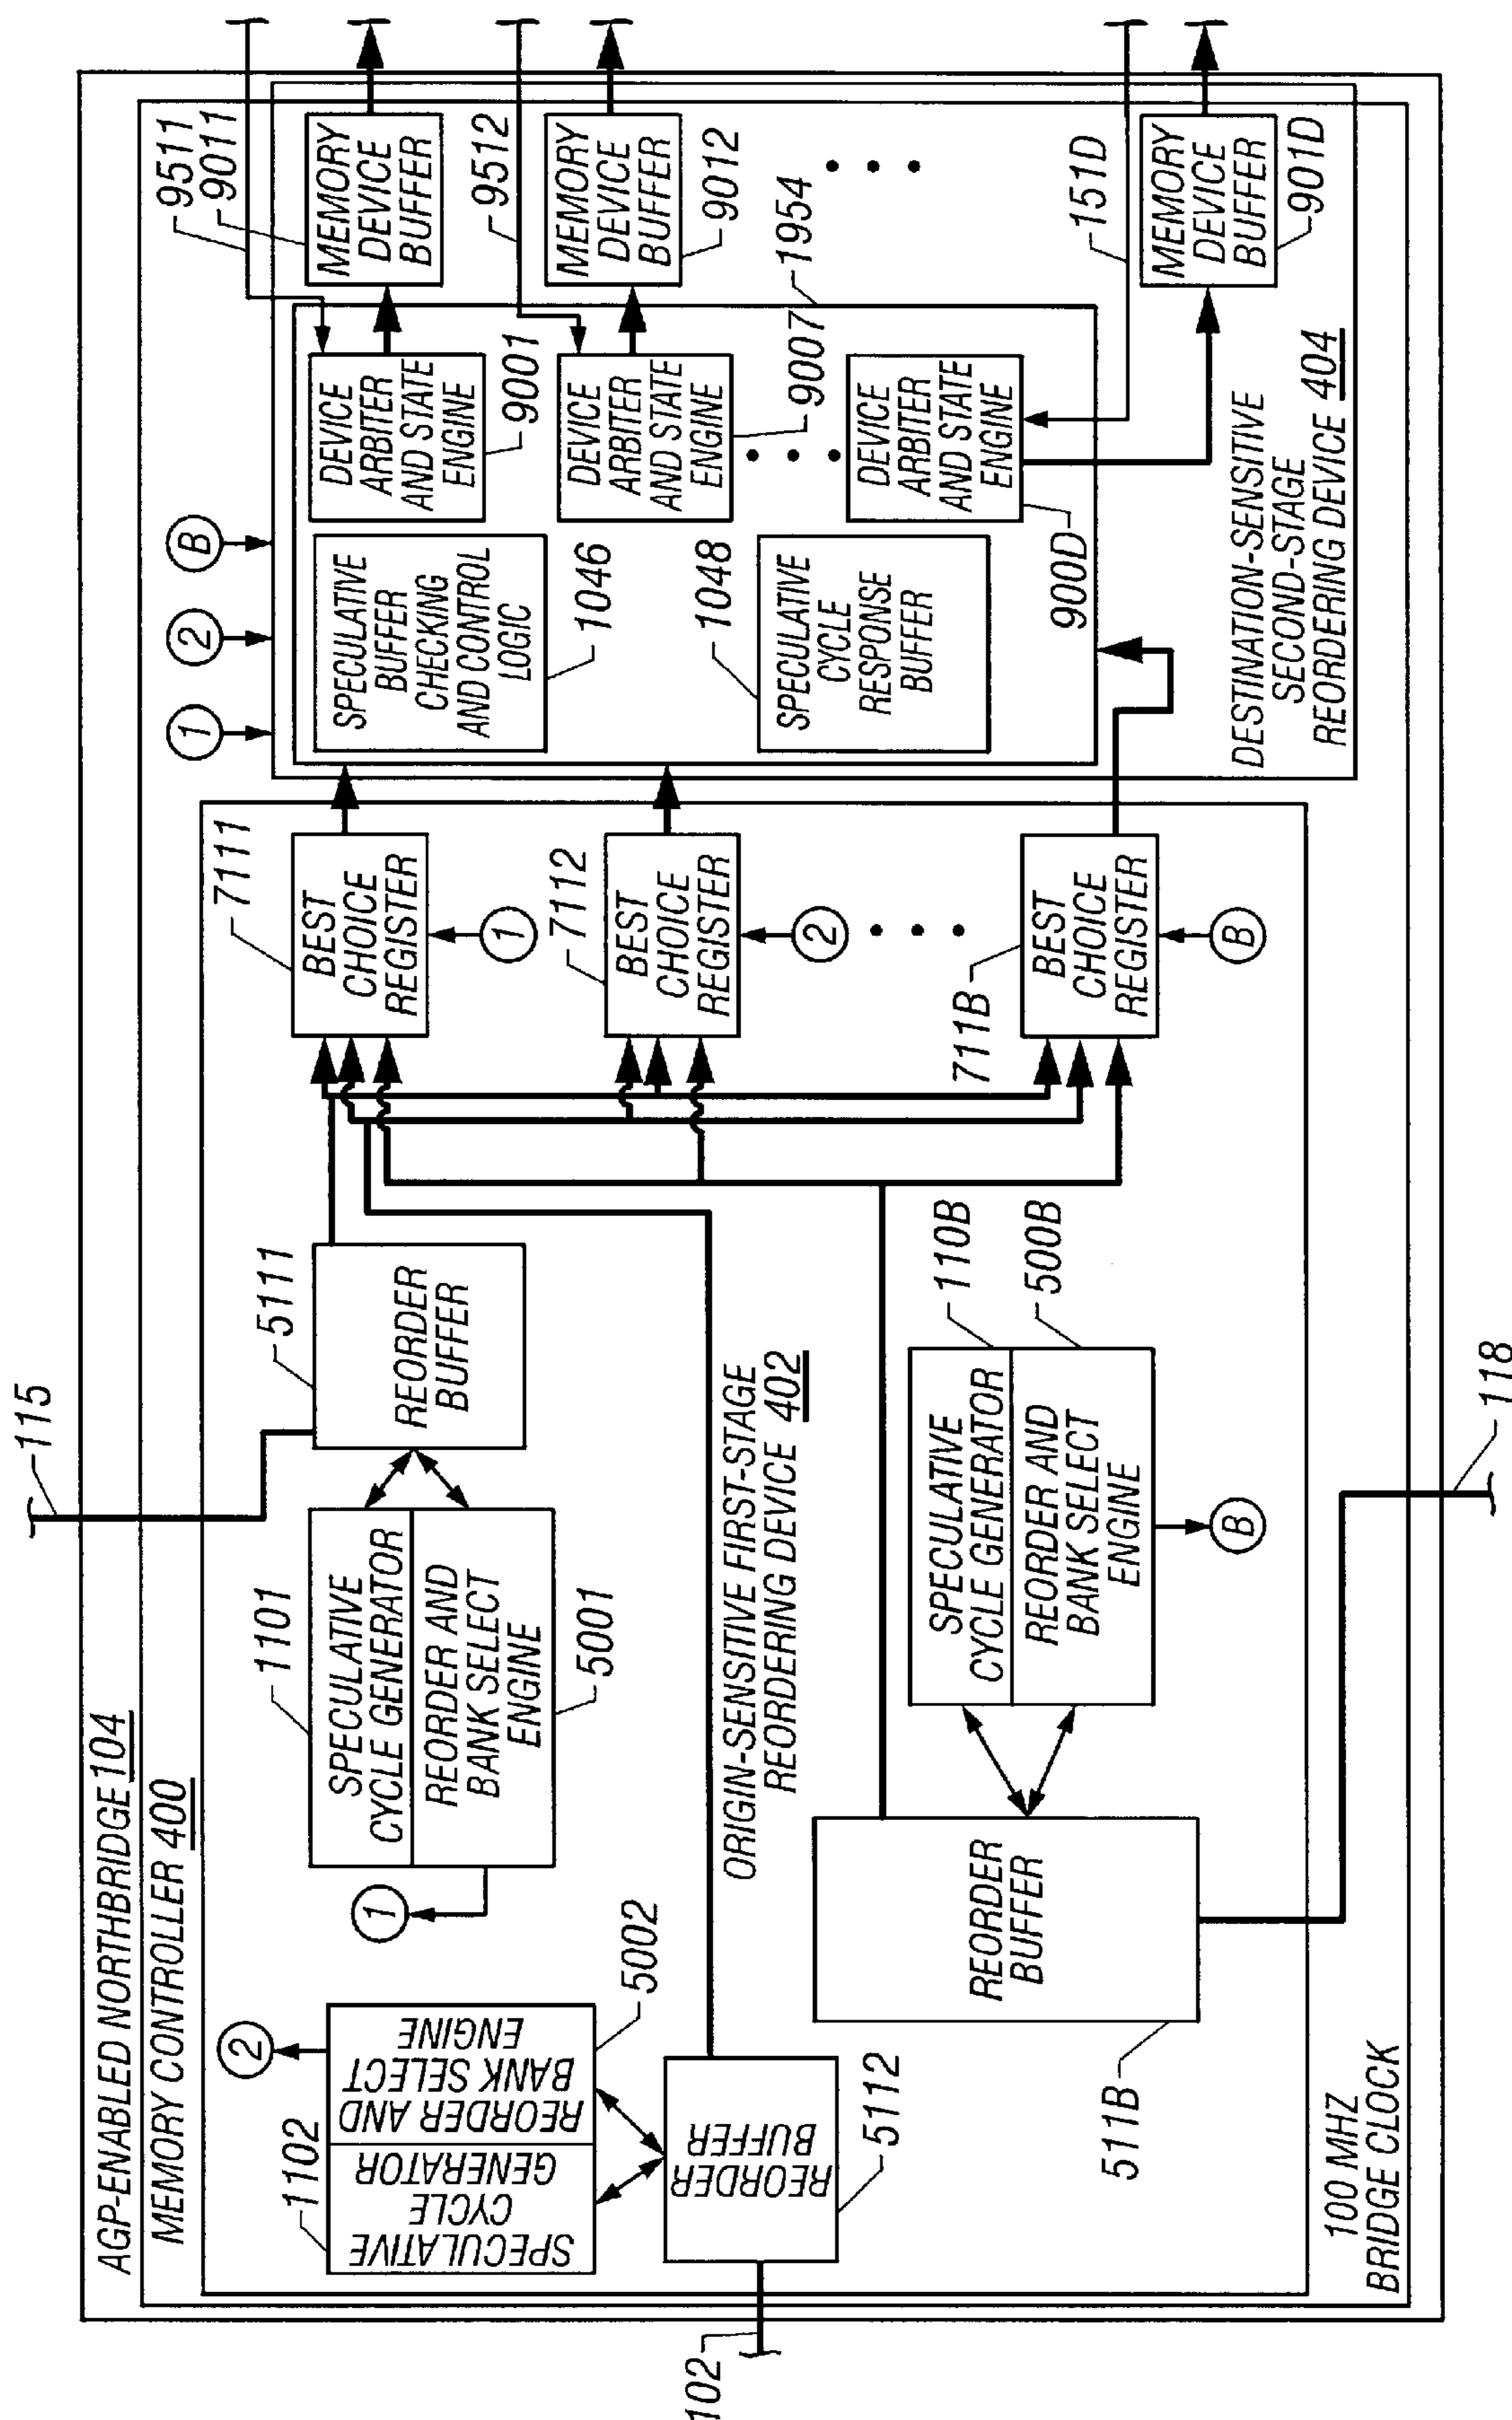 AGP-ENABLED NORTHBRIDGE 104
MEMORY CONTROLLER 400
115
118
102
1102
SPECULATIVE
CYCLE
GENERATOR
REORDER AND
BANK SELECT
ENGINE
5002
2
REORDER
BUFFER
5112
1101
SPECULATIVE
CYCLE GENERATOR
REORDER AND
BANK SELECT
ENGINE
5001
1
5111
REORDER
BUFFER
ORIGIN-SENSITIVE FIRST-STAGE
REORDERING DEVICE 402
REORDER
BUFFER
511B
SPECULATIVE
CYCLE GENERATOR
REORDER AND
BANK SELECT
ENGINE
110B
500B
B
100 MHZ
BRIDGE CLOCK
7111
BEST
CHOICE
REGISTER
1
7112
BEST
CHOICE
REGISTER
2
711B
BEST
CHOICE
REGISTER
B
1
2
B
SPECULATIVE
BUFFER
CHECKING
AND CONTROL
LOGIC
1046
1048
SPECULATIVE
CYCLE
RESPONSE
BUFFER
DEVICE
ARBITER
AND STATE
ENGINE
9001
DEVICE
ARBITER
AND STATE
ENGINE
9007
DEVICE
ARBITER
AND STATE
ENGINE
900D
1954
9511
9011
MEMORY
DEVICE
BUFFER
9512
MEMORY
DEVICE
BUFFER
9012
151D
MEMORY
DEVICE
BUFFER
901D
DESTINATION-SENSITIVE
SECOND-STAGE
REORDERING DEVICE 404